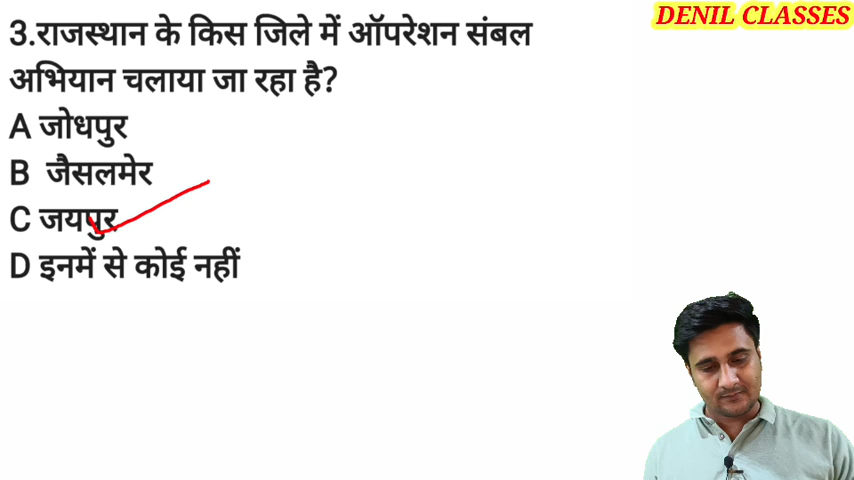 DENIL CLASSES
3.राजस्थान के किस जिले में ऑपरेशन संबल
अभियान चलाया जा रहा है?
A जोधपुर
B जैसलमेर
C जयपुर
D इनमें से कोई नहीं